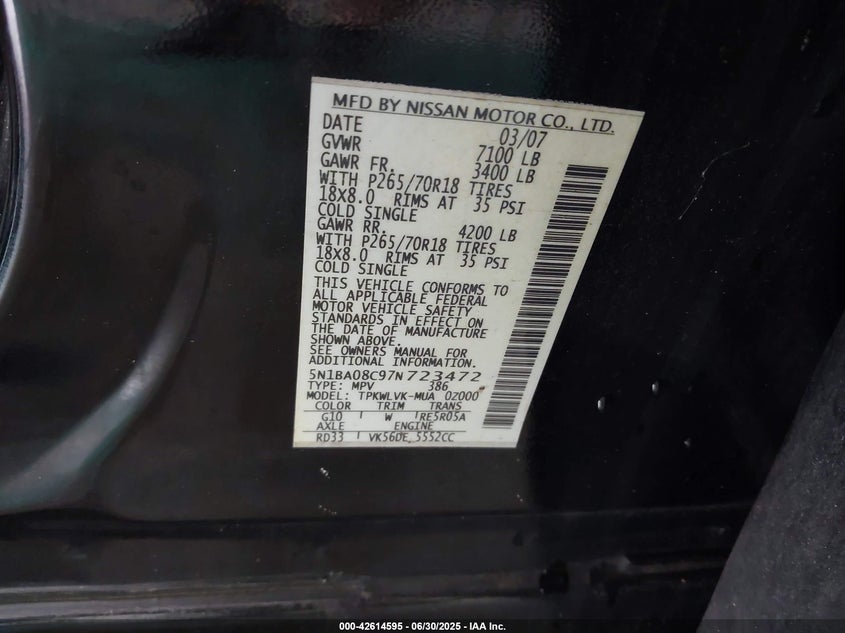 MFD BY NISSAN MOTOR CO., LTD.
DATE 03/07
GVWR 7100 LB
GAWR FR. 3400 LB
WITH P265/70R18 TIRES
18X8.0 RIMS AT 35 PSI
COLD SINGLE
GAWR RR. 4200 LB
WITH P265/70R18 TIRES
18X8.0 RIMS AT 35 PSI
COLD SINGLE
THIS VEHICLE CONFORMS TO
ALL APPLICABLE FEDERAL
MOTOR VEHICLE SAFETY
STANDARDS IN EFFECT ON
THE DATE OF MANUFACTURE
SHOWN ABOVE.
SEE OWNERS MANUAL FOR
ADDITIONAL INFORMATION.
5N1BA08C97N723472
TYPE: MPV 386
MODEL: TPKWLVK-MUA 0Z000
COLOR TRIM TRANS
G10 W RE5R05A
AXLE ENGINE
RD33 VK56DE 5552CC
000-42614595 - 06/30/2025 - IAA Inc.